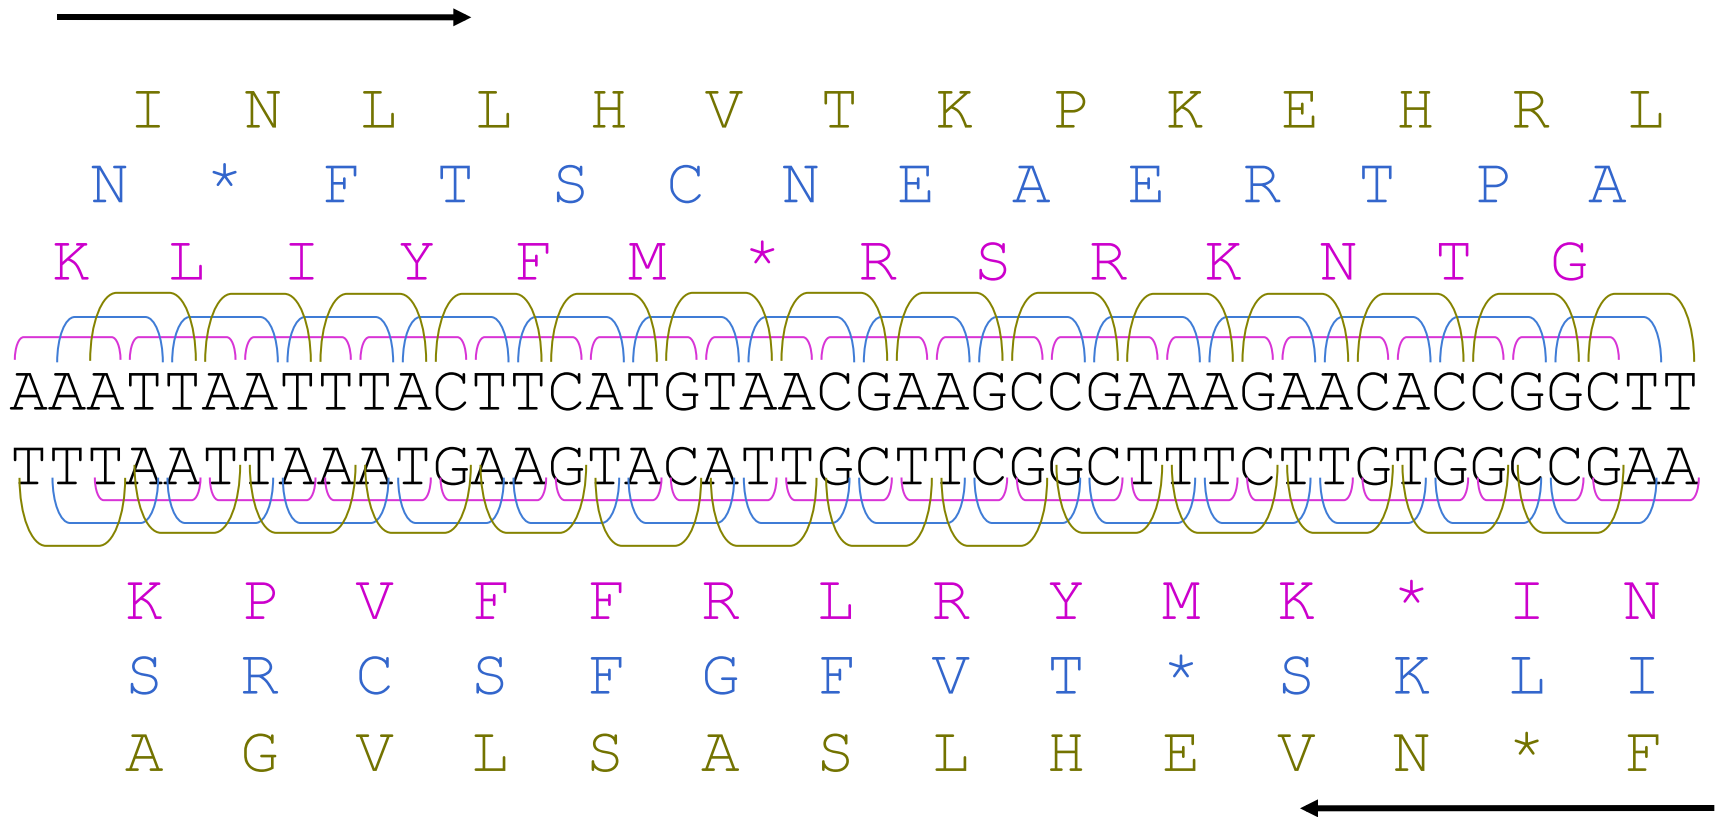 I N L L H V T K P K E H R L
N * F T S C N E A E R T P A
K L I Y F M * R S R K N T G
AAATTAATTTACTTCATGTAACGAAGCCGAAAGAACACCGGCTT
TTTAATTAAATGAAGTACATTGCTTCGGCTTTCTTGTGGCCGAA
K P V F F R L R Y M K * I N
S R C S F G F V T * S K L I
A G V L S A S L H E V N * F